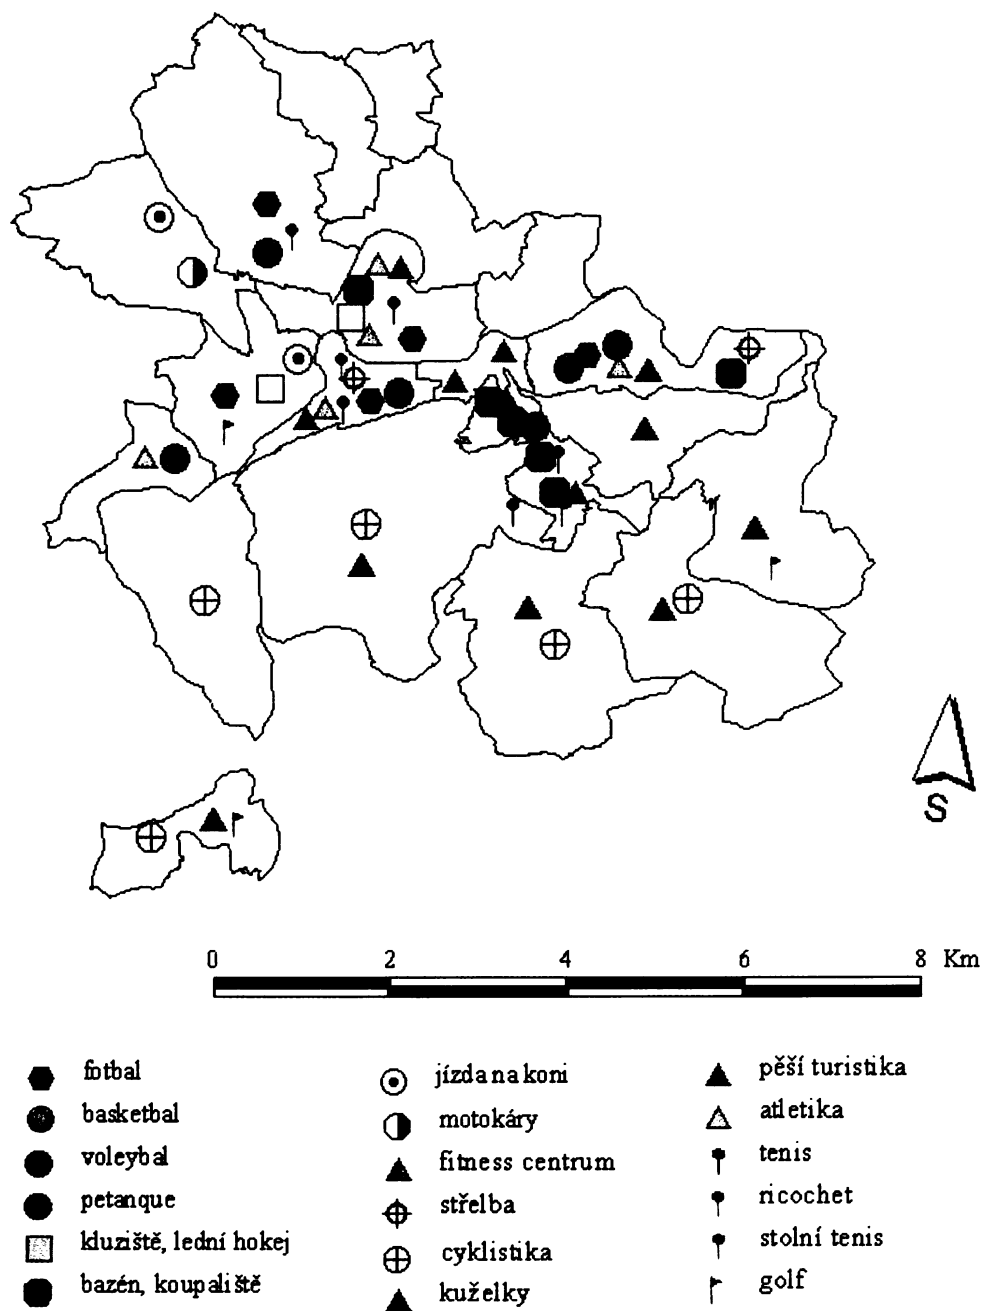 S
0 2 4 6 8 Km
fotbal
basketbal
voleybal
petanque
kluziště, lední hokej
bazén, koupaliště
jízda na koni
motokáry
fitness centrum
střelba
cyklistika
kuželky
pěší turistika
atletika
tenis
ricochet
stolní tenis
golf